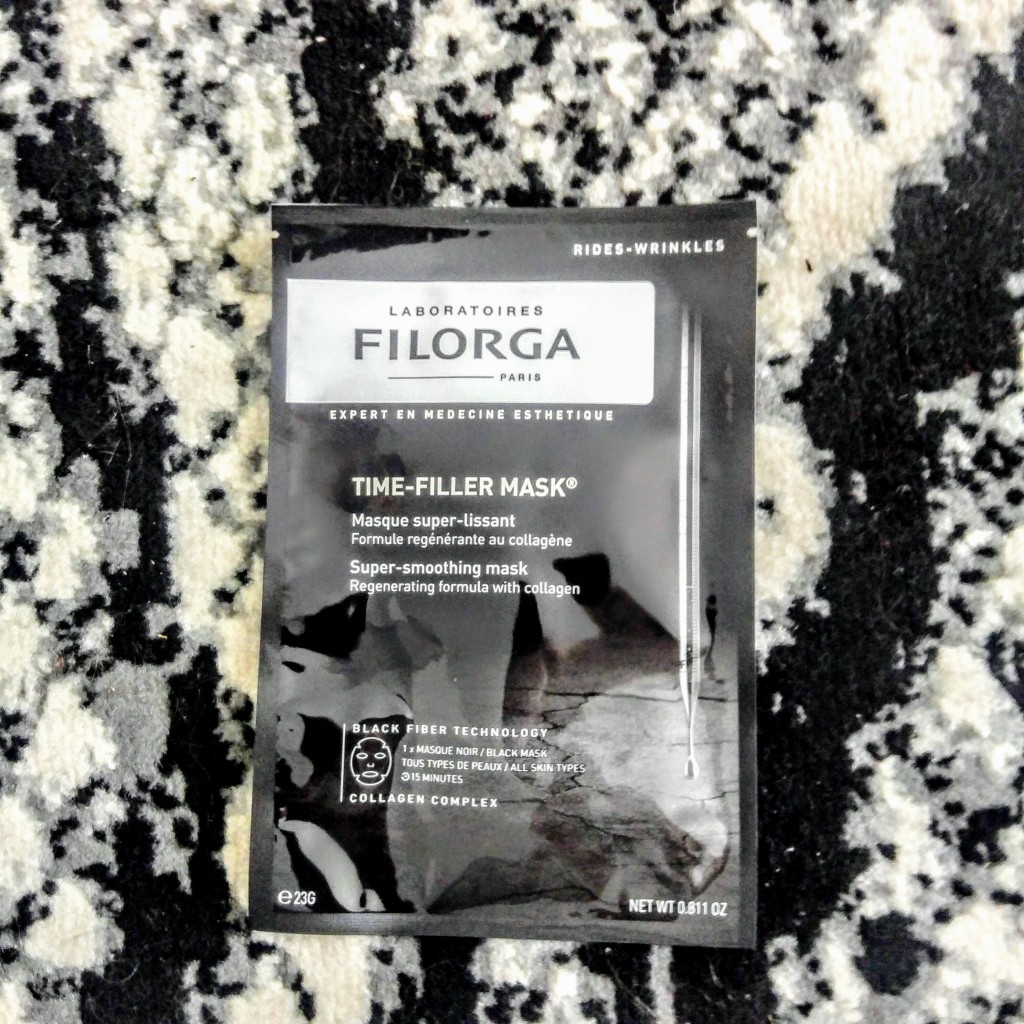 RIDES-WRINKLES
LABORATOIRES
FILORGA
PARIS
EXPERT EN MEDECINE ESTHETIQUE
TIME-FILLER MASK®
Masque super-lissant
Formule regénérante au collagène
Super-smoothing mask
Regenerating formula with collagen
BLACK FIBER TECHNOLOGY
1 x MASQUE NOIR / BLACK MASK
TOUS TYPES DE PEAUX / ALL SKIN TYPES
15 MINUTES
COLLAGEN COMPLEX
℮ 23G
NET WT 0.811 OZ